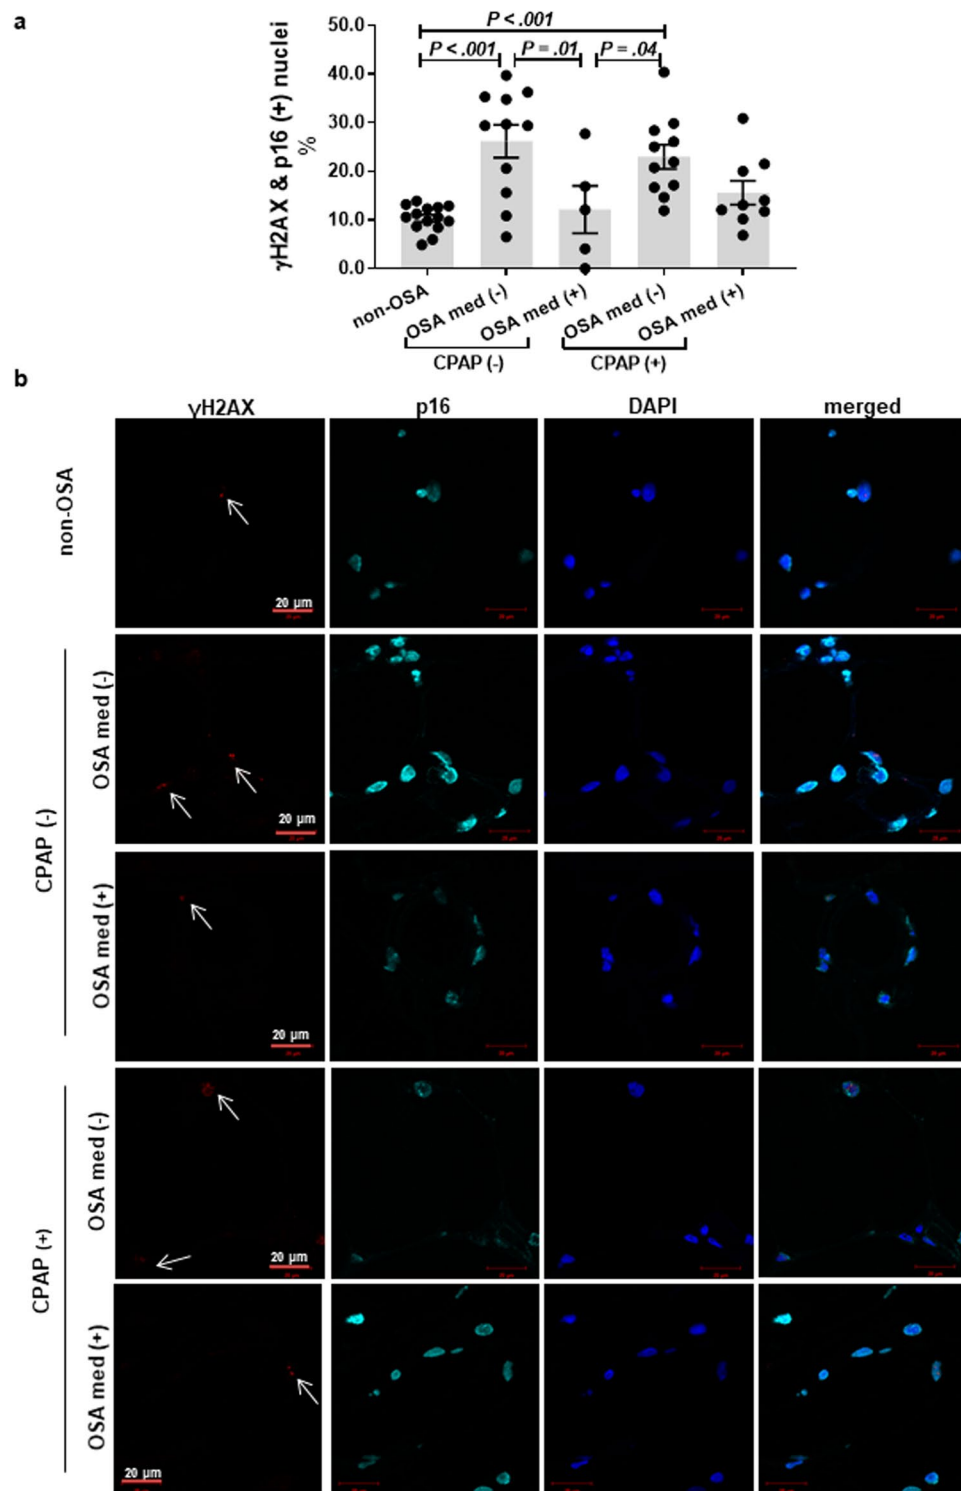 a
P < .001
P < .001 P = .01 P = .04
γH2AX & p16 (+) nuclei
%
50.0
40.0
30.0
20.0
10.0
0.0
non-OSA
OSA med (-)
OSA med (+)
OSA med (-)
OSA med (+)
CPAP (-)
CPAP (+)
b
γH2AX p16 DAPI merged
non-OSA
20 µm
CPAP (-)
OSA med (-)
20 µm
OSA med (+)
20 µm
CPAP (+)
OSA med (-)
20 µm
OSA med (+)
20 µm